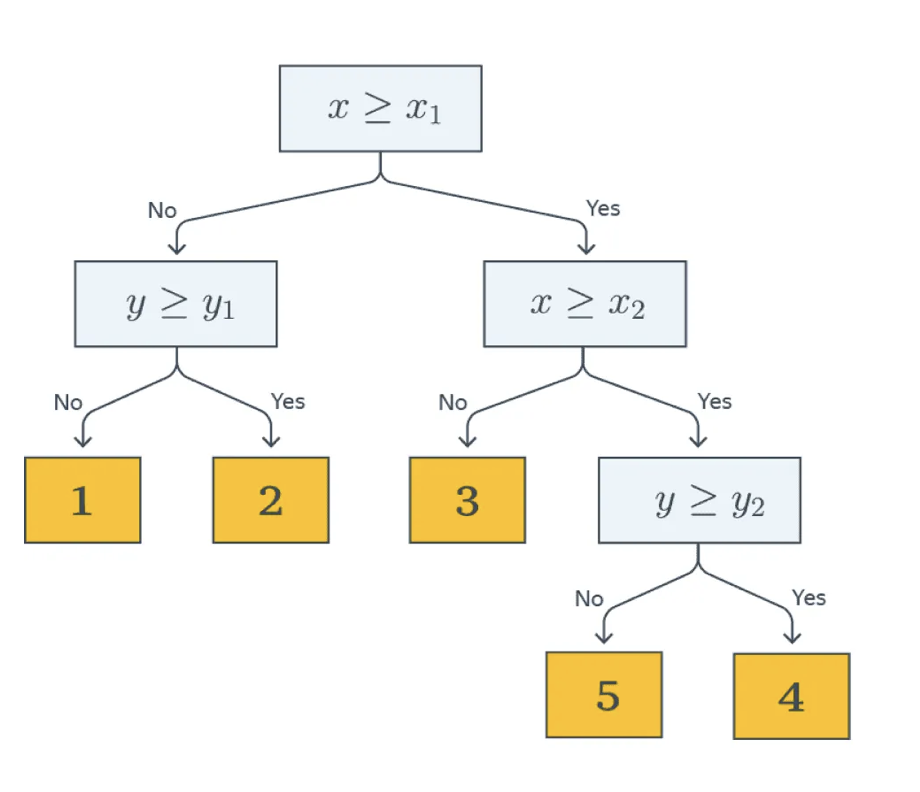 x ≥ x₁
No
Yes
y ≥ y₁
x ≥ x₂
No
Yes
No
Yes
1
2
3
y ≥ y₂
No
Yes
5
4